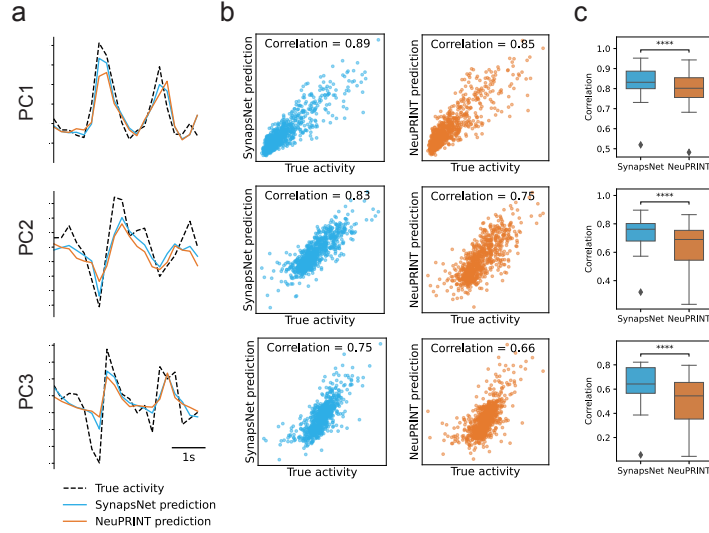 a
b
c
PC1
PC2
PC3
1s
True activity
SynapsNet prediction
NeuPRINT prediction
Correlation = 0.89
SynapsNet prediction
True activity
Correlation = 0.85
NeuPRINT prediction
True activity
Correlation = 0.83
SynapsNet prediction
True activity
Correlation = 0.75
NeuPRINT prediction
True activity
Correlation = 0.75
SynapsNet prediction
True activity
Correlation = 0.66
NeuPRINT prediction
True activity
****
Correlation
1.0
0.9
0.8
0.7
0.6
0.5
SynapsNet NeuPRINT
****
Correlation
1.0
0.8
0.6
0.4
SynapsNet NeuPRINT
****
Correlation
0.8
0.6
0.4
0.2
SynapsNet NeuPRINT